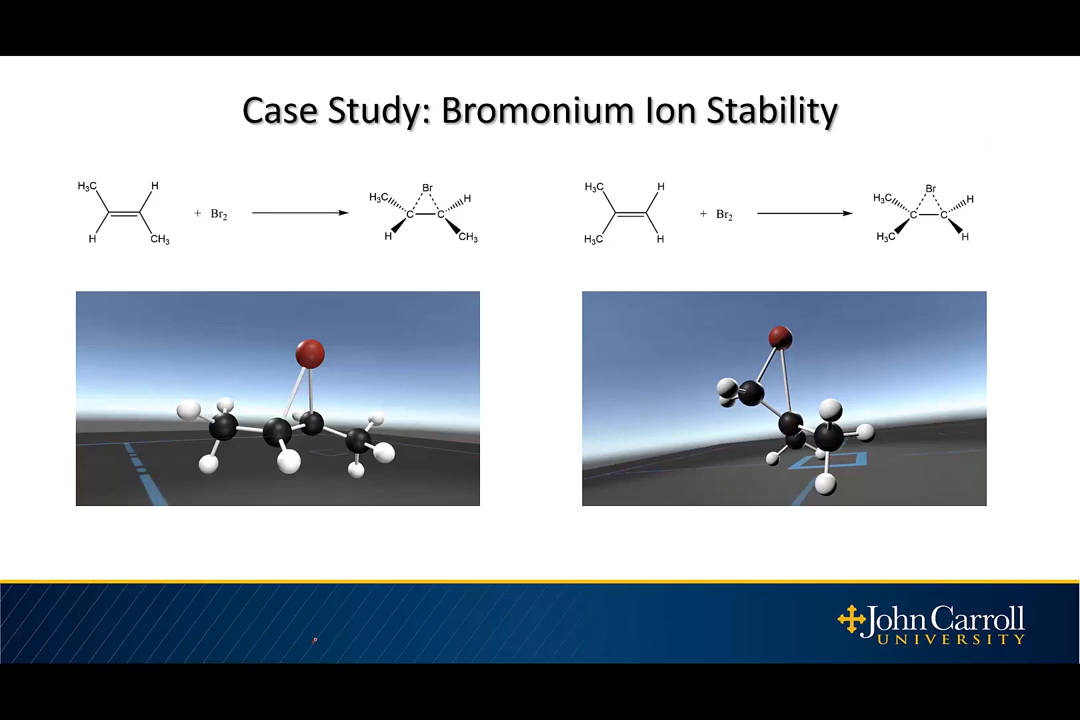 Case Study: Bromonium Ion Stability
H₃C H
H CH₃
+ Br₂
Br
H₃C H
C C
H CH₃
H₃C H
H₃C H
+ Br₂
Br
H₃C H
C C
H₃C H
John Carroll
UNIVERSITY